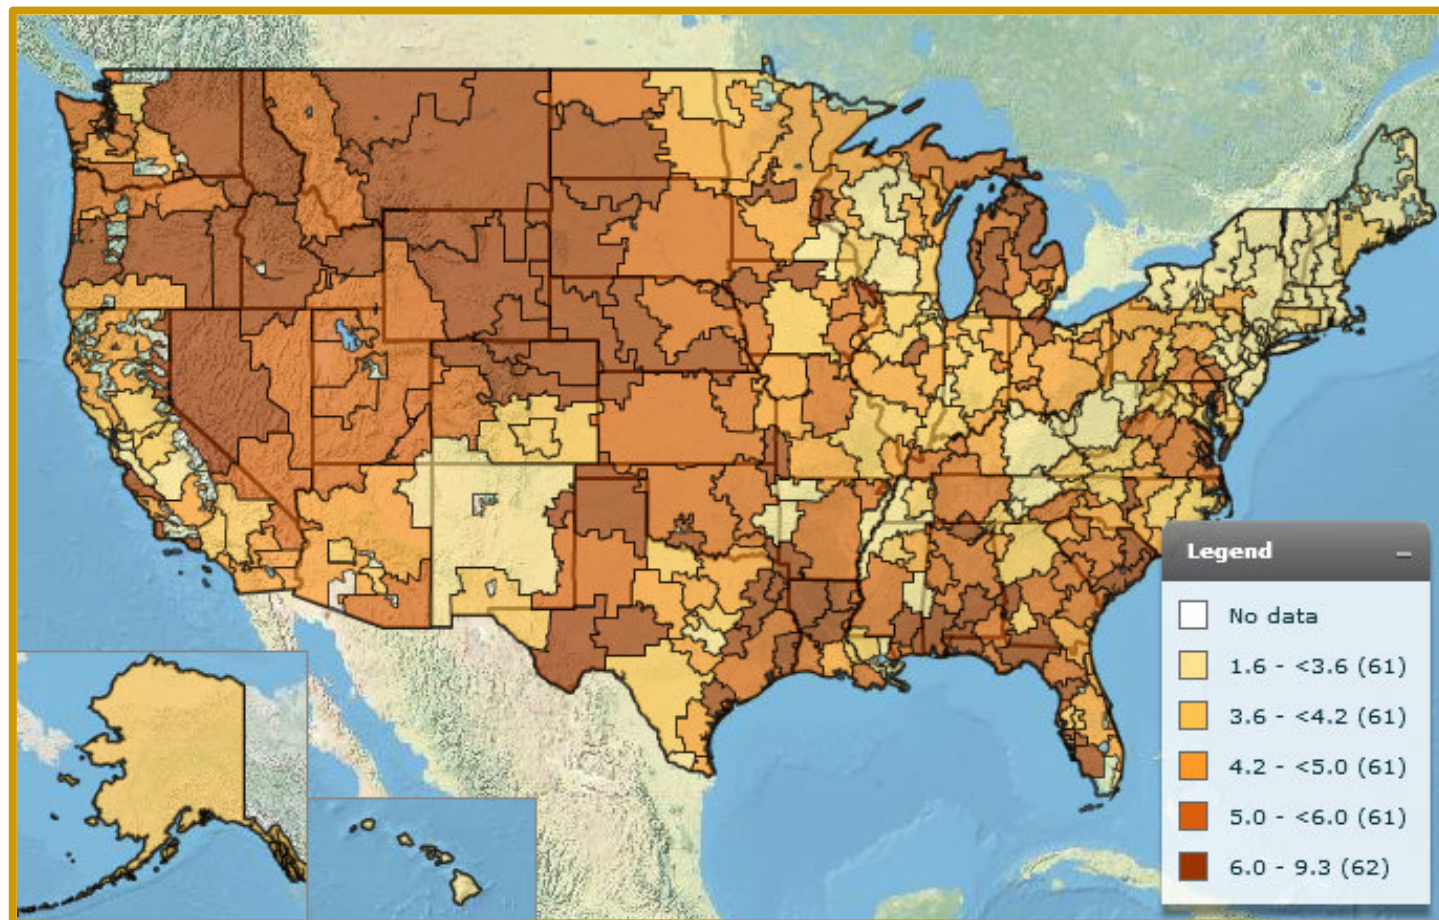 Legend
No data
1.6 - <3.6 (61)
3.6 - <4.2 (61)
4.2 - <5.0 (61)
5.0 - <6.0 (61)
6.0 - 9.3 (62)